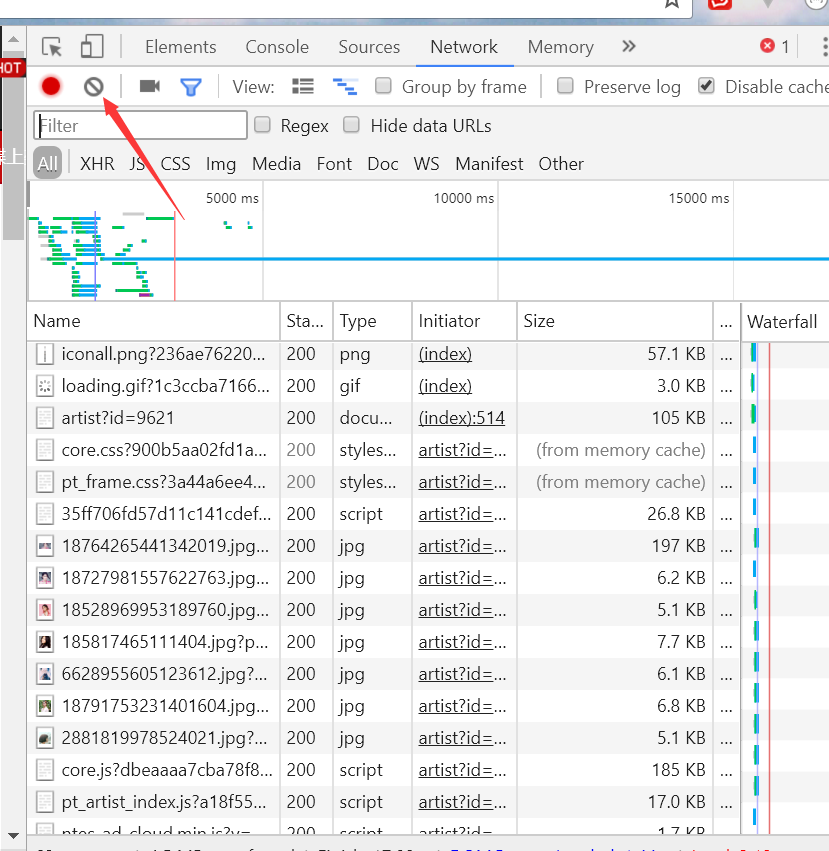 Elements Console Sources Network Memory » 1
View: Group by frame Preserve log Disable cache
HOT
Filter Regex Hide data URLs
All XHR JS CSS Img Media Font Doc WS Manifest Other
上
5000 ms 10000 ms 15000 ms
Name Sta... Type Initiator Size ... Waterfall
iconall.png?236ae76220... 200 png (index) 57.1 KB ...
loading.gif?1c3ccba7166... 200 gif (index) 3.0 KB ...
artist?id=9621 200 docu... (index):514 105 KB ...
core.css?900b5aa02fd1a... 200 styles... artist?id=... (from memory cache) ...
pt_frame.css?3a44a6ee4... 200 styles... artist?id=... (from memory cache) ...
35ff706fd57d11c141cdef... 200 script artist?id=... 26.8 KB ...
18764265441342019.jpg... 200 jpg artist?id=... 197 KB ...
18727981557622763.jpg... 200 jpg artist?id=... 6.2 KB ...
18528969953189760.jpg... 200 jpg artist?id=... 5.1 KB ...
185817465111404.jpg?p... 200 jpg artist?id=... 7.7 KB ...
6628955605123612.jpg?... 200 jpg artist?id=... 6.1 KB ...
18791753231401604.jpg... 200 jpg artist?id=... 6.8 KB ...
2881819978524021.jpg?... 200 jpg artist?id=... 5.1 KB ...
core.js?dbeaaaa7cba78f8... 200 script artist?id=... 185 KB ...
pt_artist_index.js?a18f55... 200 script artist?id=... 17.0 KB ...
ntes_ad_cloud.min.js?v=... 200 script artist?id=... 1.7 KB ...